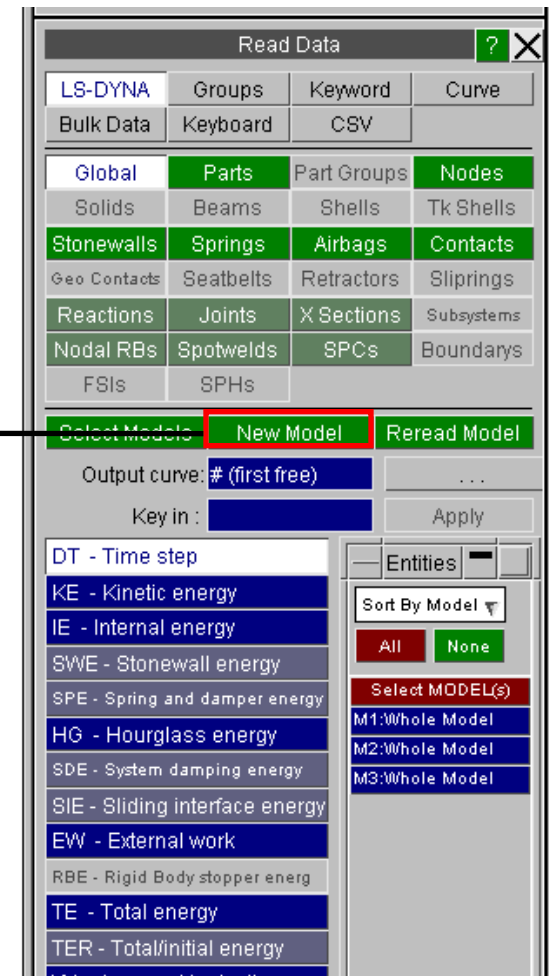 Read Data ? X
LS-DYNA Groups Keyword Curve
Bulk Data Keyboard CSV
Global Parts Part Groups Nodes
Solids Beams Shells Tk Shells
Stonewalls Springs Airbags Contacts
Geo Contacts Seatbelts Retractors Sliprings
Reactions Joints X Sections Subsystems
Nodal RBs Spotwelds SPCs Boundarys
FSIs SPHs
Select Models New Model Reread Model
Output curve: # (first free) ...
Key in : Apply
DT - Time step
KE - Kinetic energy
IE - Internal energy
SWE - Stonewall energy
SPE - Spring and damper energy
HG - Hourglass energy
SDE - System damping energy
SIE - Sliding interface energy
EW - External work
RBE - Rigid Body stopper energ
TE - Total energy
TER - Total/initial energy
Entities
Sort By Model
All None
Select MODEL(s)
M1:Whole Model
M2:Whole Model
M3:Whole Model